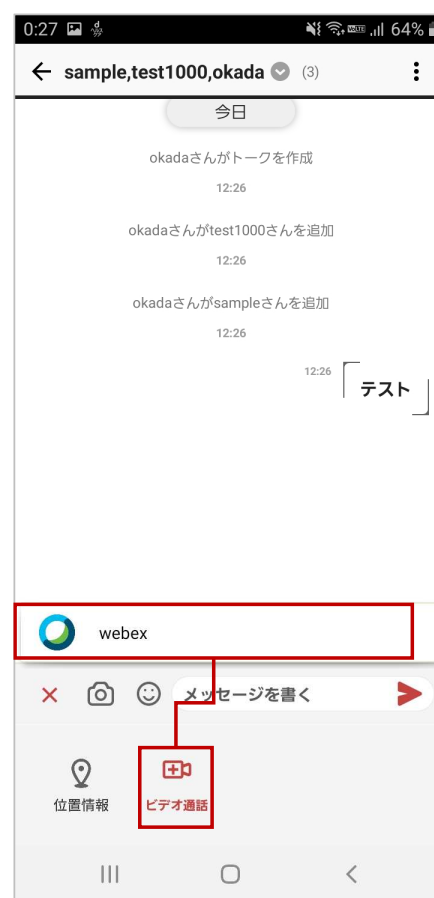 0:27 64%
sample,test1000,okada (3)
今日
okadaさんがトークを作成
12:26
okadaさんがtest1000さんを追加
12:26
okadaさんがsampleさんを追加
12:26
12:26 テスト
webex
メッセージを書く
位置情報 ビデオ通話